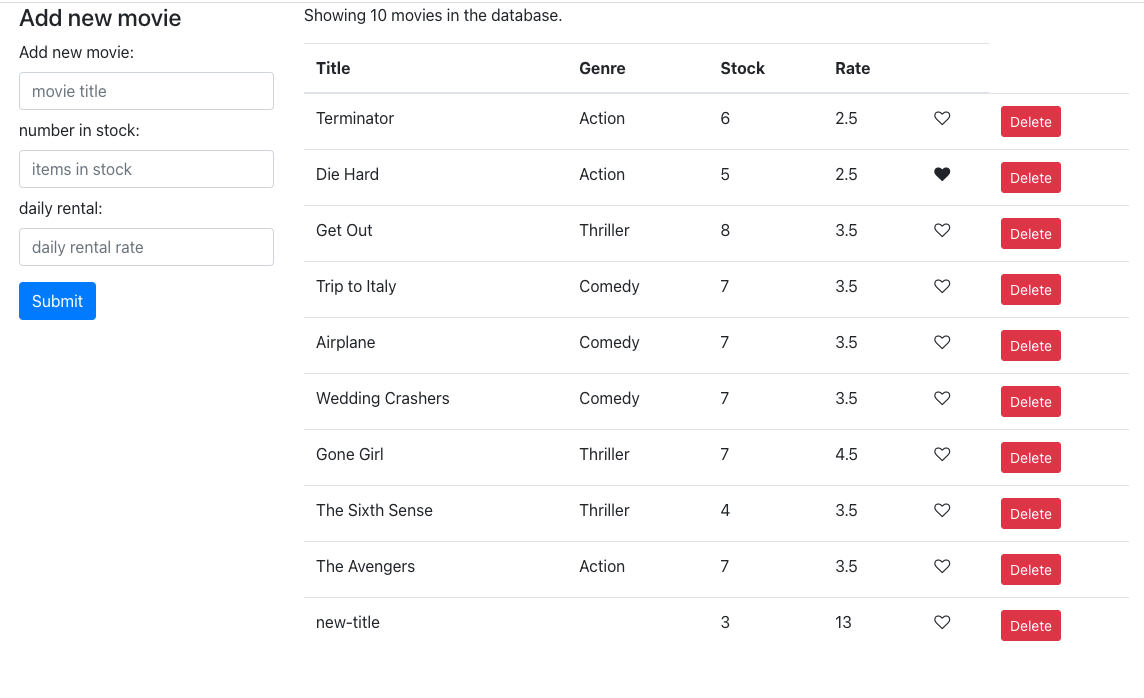 Add new movie
Add new movie:
movie title
number in stock:
items in stock
daily rental:
daily rental rate
Submit
Showing 10 movies in the database.
Title Genre Stock Rate
Terminator Action 6 2.5 Delete
Die Hard Action 5 2.5 Delete
Get Out Thriller 8 3.5 Delete
Trip to Italy Comedy 7 3.5 Delete
Airplane Comedy 7 3.5 Delete
Wedding Crashers Comedy 7 3.5 Delete
Gone Girl Thriller 7 4.5 Delete
The Sixth Sense Thriller 4 3.5 Delete
The Avengers Action 7 3.5 Delete
new-title 3 13 Delete